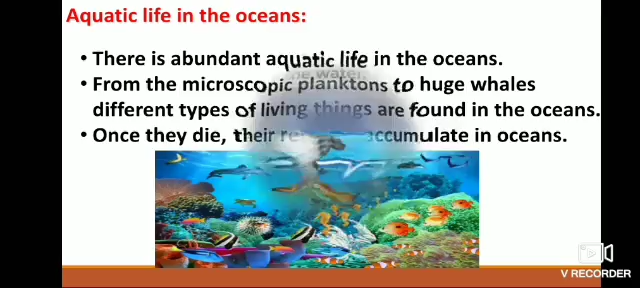 Aquatic life in the oceans:
• There is abundant aquatic life in the oceans.
• From the microscopic planktons to huge whales
different types of living things are found in the oceans.
• Once they die, their accumulate in oceans.
V RECORDER